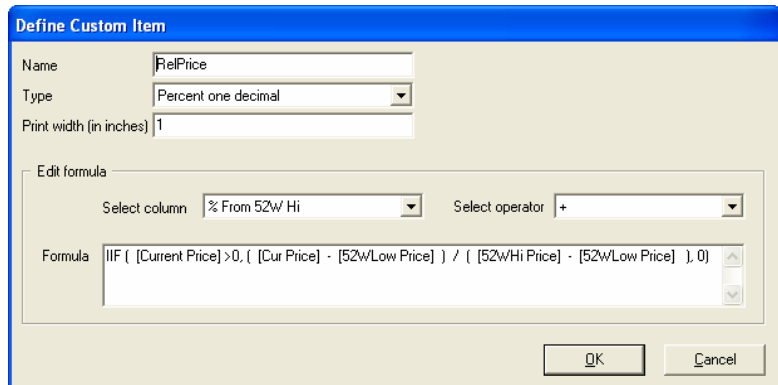 Define Custom Item
Name RelPrice
Type Percent one decimal
Print width (in inches) 1
Edit formula
Select column % From 52W Hi Select operator +
Formula IIF ( [Current Price] >0, ( [Cur Price] - [52WLow Price] ) / ( [52WHi Price] - [52WLow Price] ), 0)
OK Cancel